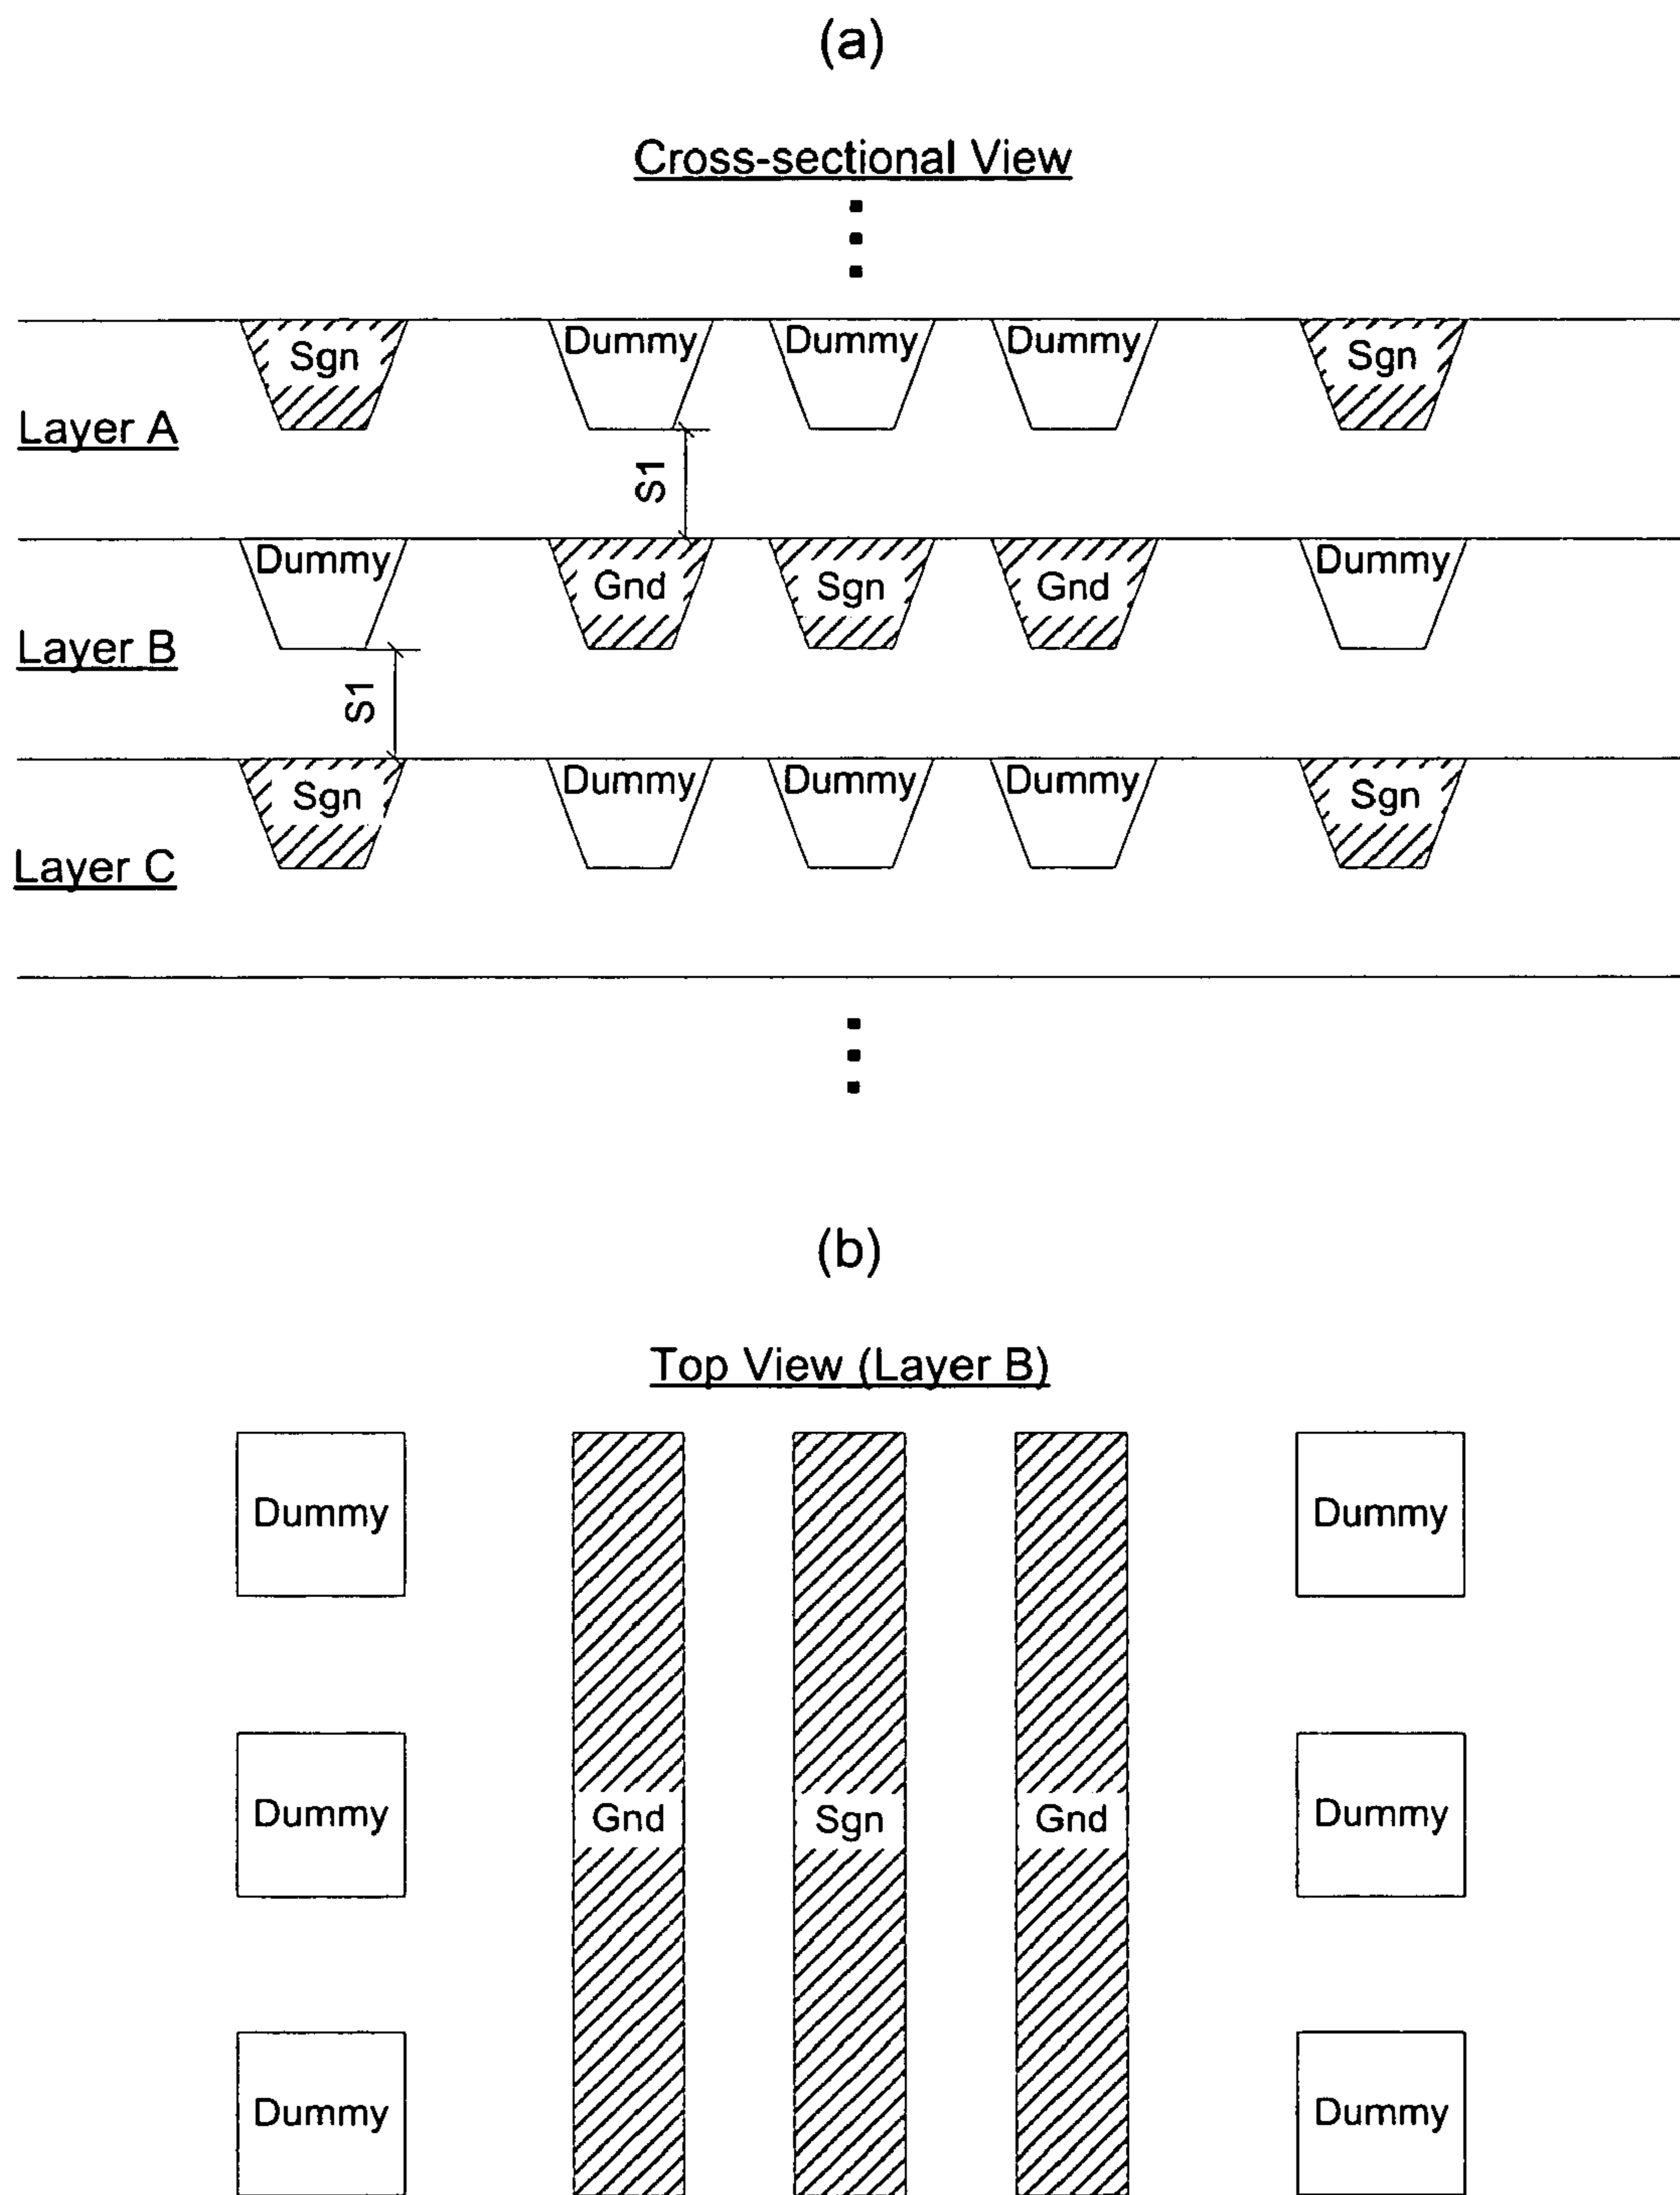 (a)
Cross-sectional View
Sgn Dummy Dummy Dummy Sgn
Layer A
S1
Dummy Gnd Sgn Gnd Dummy
Layer B
S1
Sgn Dummy Dummy Dummy Sgn
Layer C
(b)
Top View (Layer B)
Dummy Dummy
Dummy Gnd Sgn Gnd Dummy
Dummy Dummy